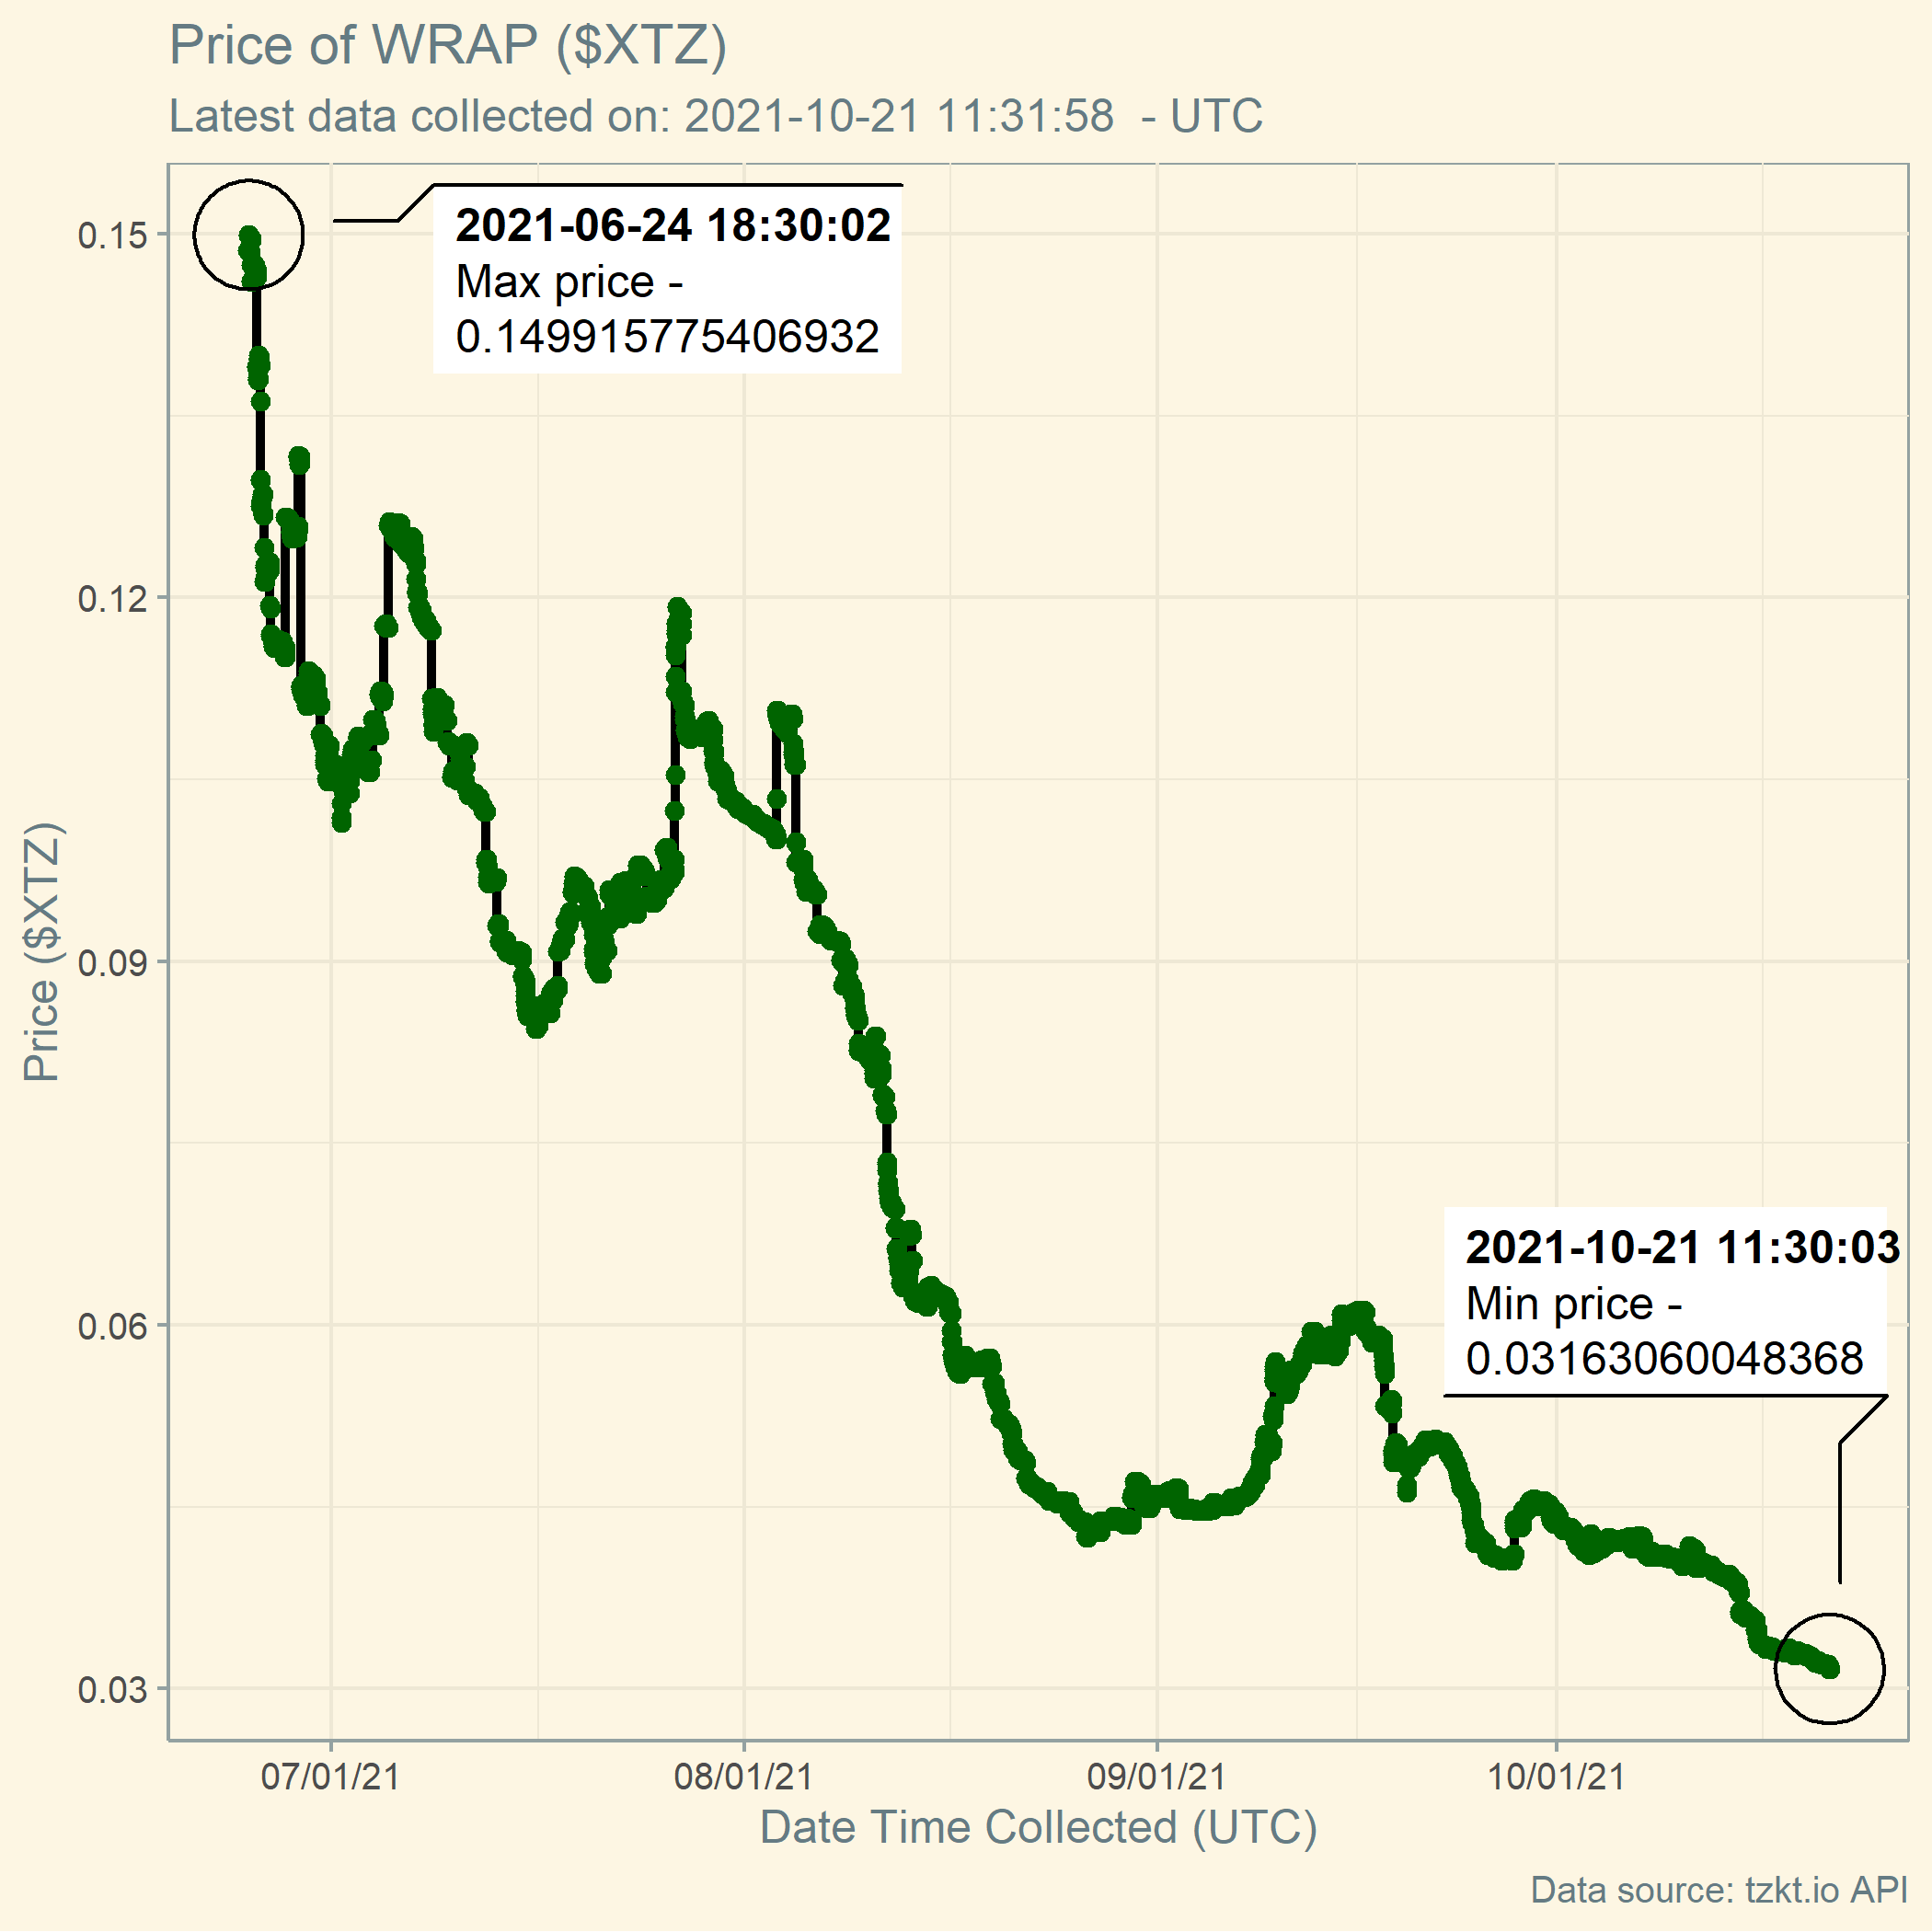 Price of WRAP ($XTZ)
Latest data collected on: 2021-10-21 11:31:58  - UTC
2021-06-24 18:30:02
Max price -
0.149915775406932
0.15
0.12
0.09
0.06
0.03
Price ($XTZ)
2021-10-21 11:30:03
Min price -
0.03163060048368
07/01/21
08/01/21
09/01/21
10/01/21
Date Time Collected (UTC)
Data source: tzkt.io API